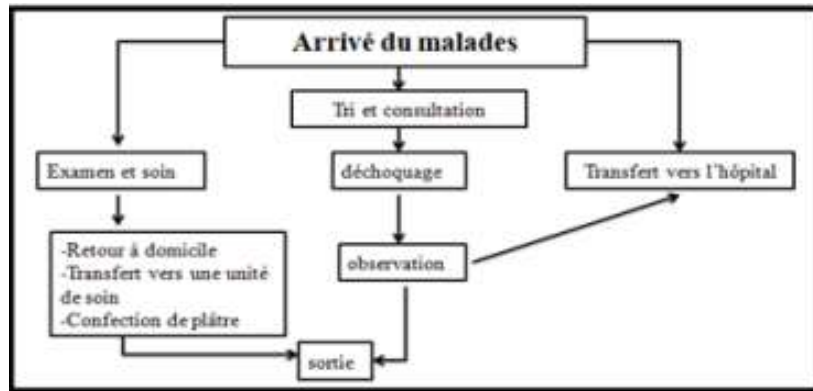 Arrivé du malades
Tri et consultation
Examen et soin
déchoquage
Transfert vers l'hôpital
-Retour à domicile
-Transfert vers une unité
de soin
-Confection de plâtre
observation
sortie